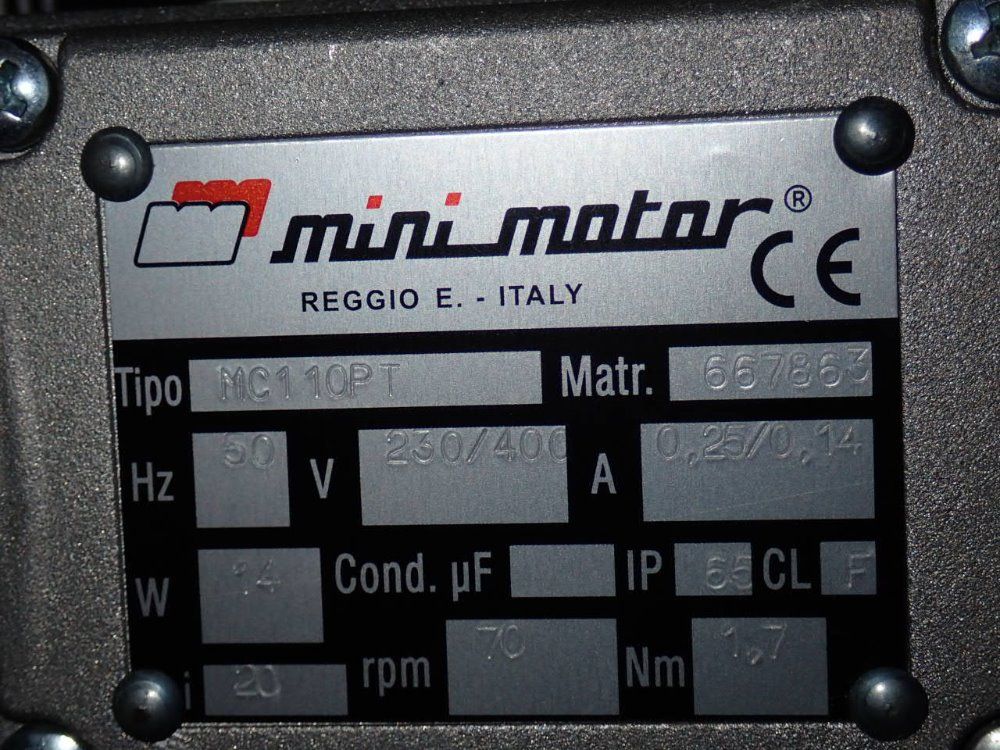 mini motor®
CE
REGGIO E. - ITALY
Tipo MC110PT Matr. 667863
Hz 50 V 230/400 A 0,25/0,14
W 14 Cond. µF IP 65 CL F
i 20 rpm 70 Nm 1,7